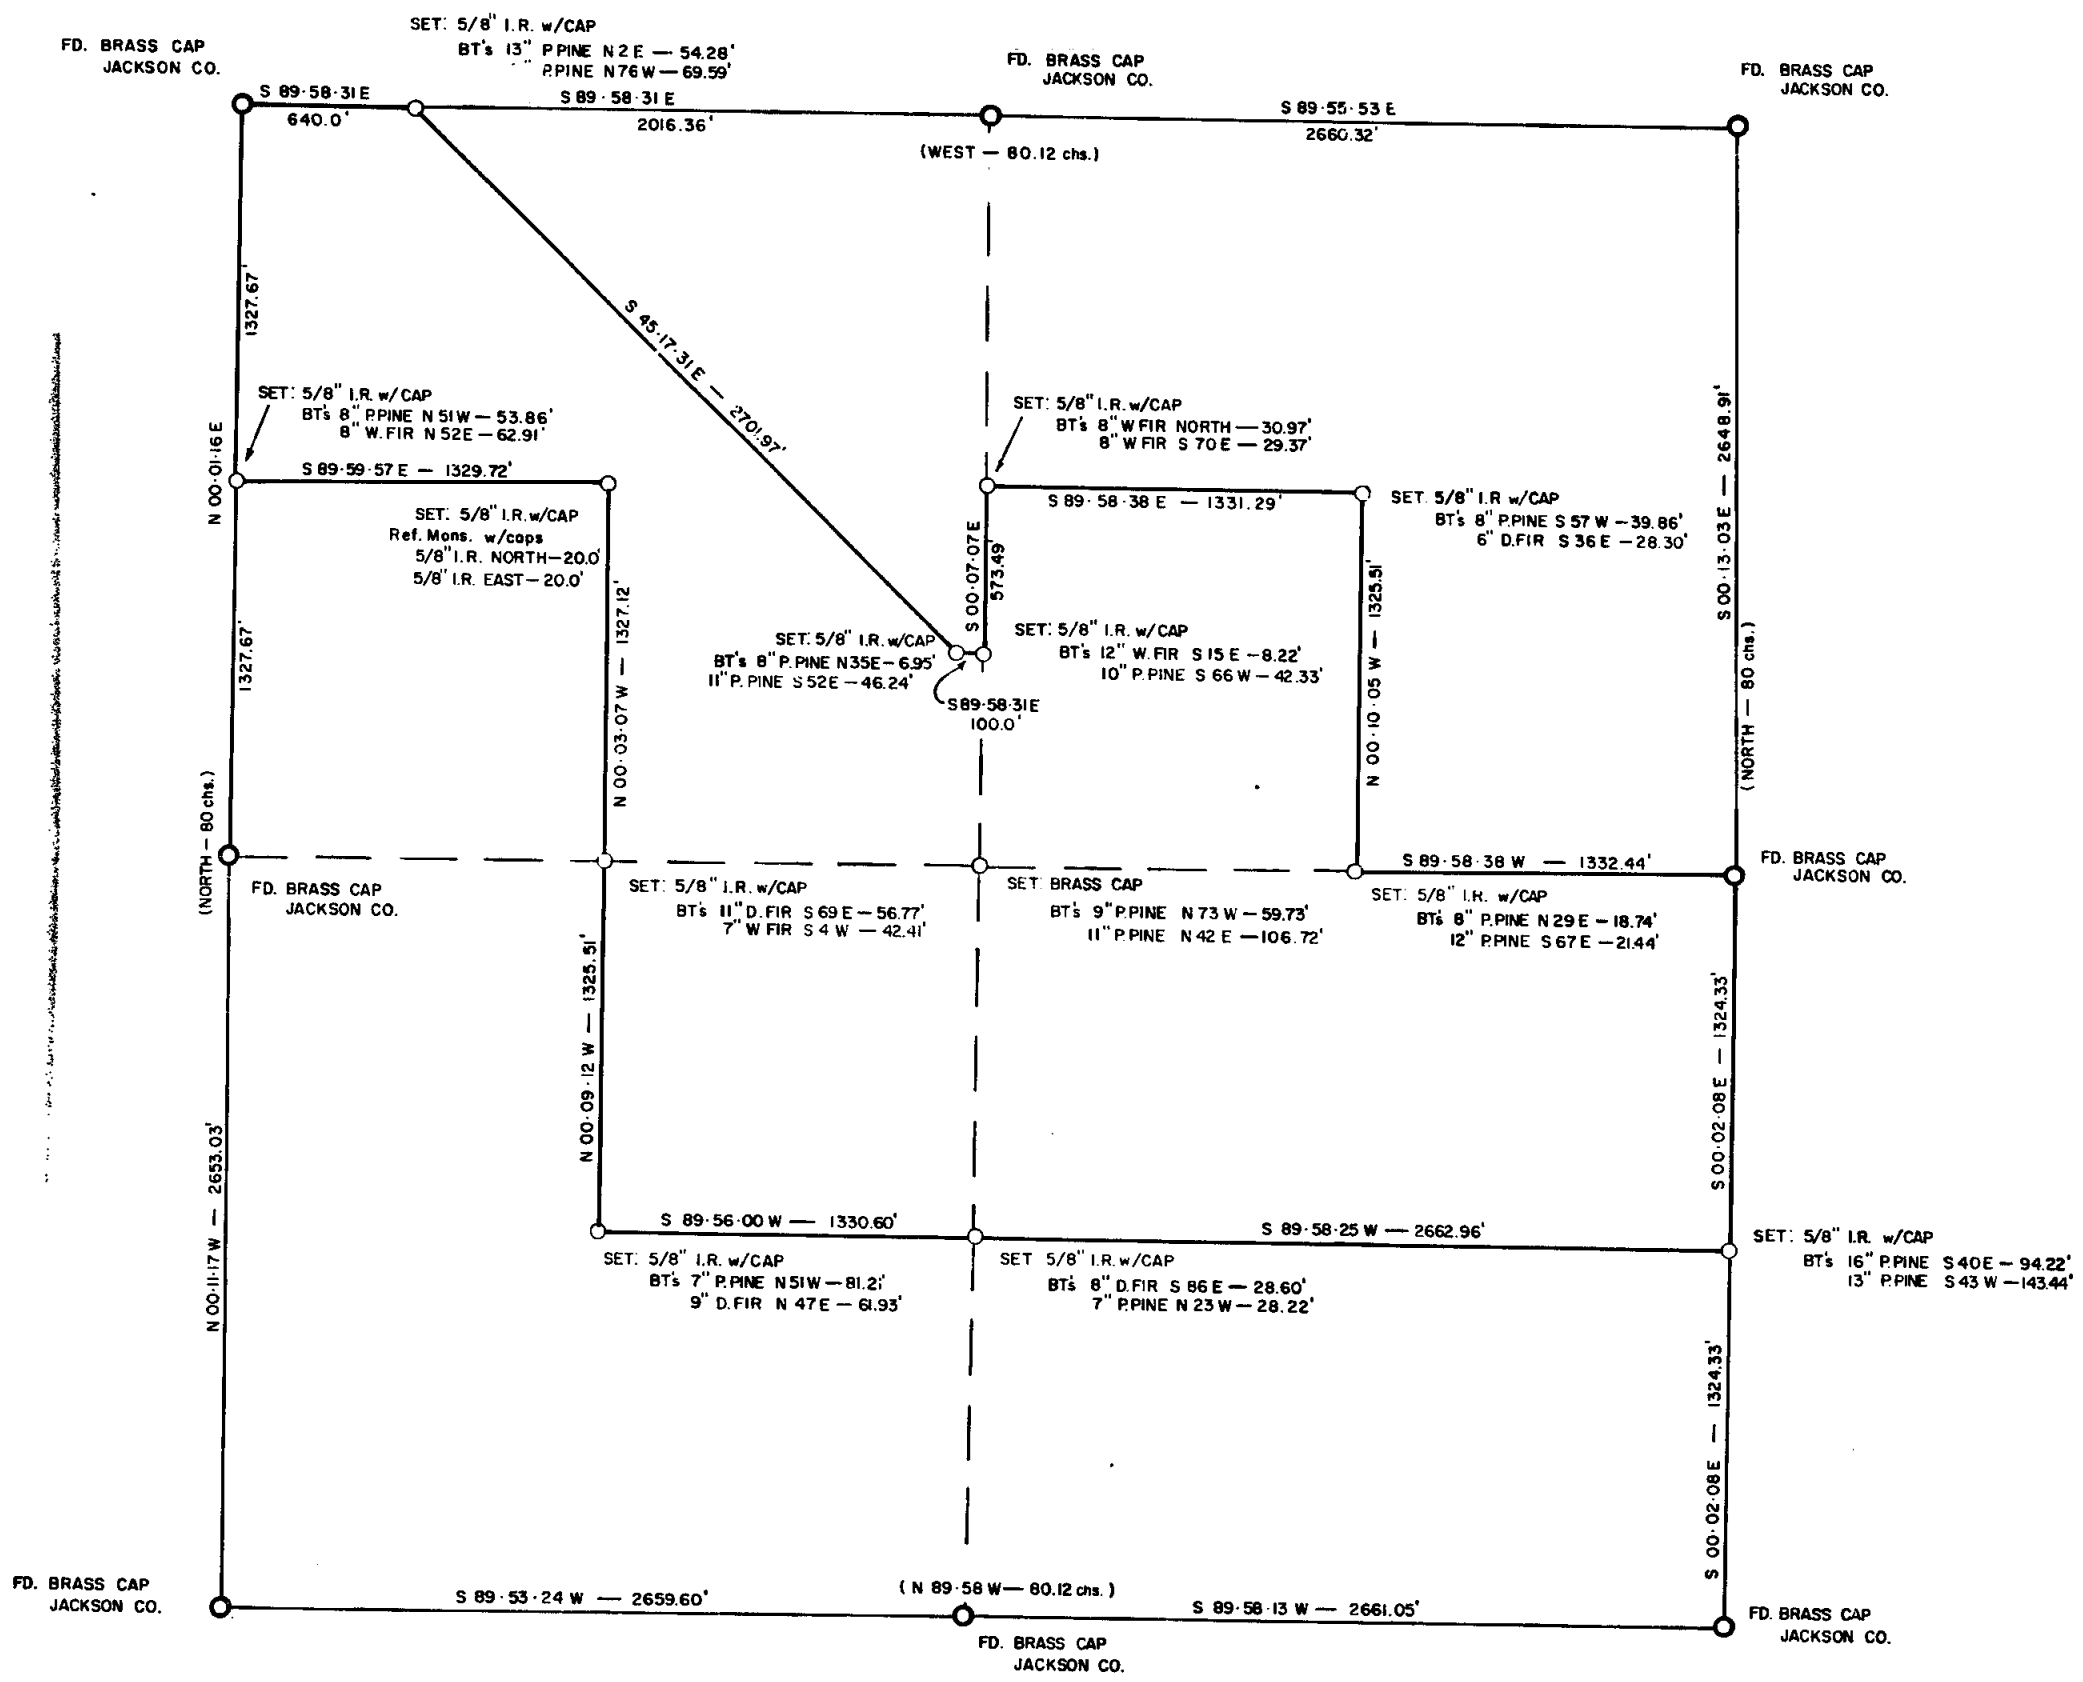 SET: 5/8" I.R. w/CAP
BT's 13" P.PINE N 2 E — 54.28'
P.PINE N 76 W — 69.59'
FD. BRASS CAP
JACKSON CO.
FD. BRASS CAP
JACKSON CO.
FD. BRASS CAP
JACKSON CO.
S 89·58·31 E
640.0'
S 89·58·31 E
2016.36'
S 89·55·53 E
2660.32'
(WEST — 80.12 chs.)
1327.67'
S 45·17·31 E — 2701.97'
SET: 5/8" I.R. w/CAP
BT's 8" P.PINE N 51 W — 53.86'
8" W. FIR N 52 E — 62.91'
N 00·01·16 E
S 89·59·57 E — 1329.72'
SET: 5/8" I.R. w/CAP
Ref. Mons. w/caps
5/8" I.R. NORTH — 20.0'
5/8" I.R. EAST — 20.0'
SET: 5/8" I.R. w/CAP
BT's 8" W FIR NORTH — 30.97'
8" W FIR S 70 E — 29.37'
S 89·58·38 E — 1331.29'
SET: 5/8" I.R. w/CAP
BT's 8" P.PINE S 57 W — 39.86'
6" D.FIR S 36 E — 28.30'
S 00·13·03 E — 2648.91'
(NORTH — 80 chs.)
S 00·07·07 E
573.49'
1327.67'
N 00·03·07 W — 1327.12'
SET: 5/8" I.R. w/CAP
BT's 8" P.PINE N 35 E — 6.95'
11" P.PINE S 52 E — 46.24'
SET: 5/8" I.R. w/CAP
BT's 12" W. FIR S 15 E — 8.22'
10" P.PINE S 66 W — 42.33'
S 89·58·31 E
100.0'
N 00·10·05 W — 1325.51'
(NORTH — 80 chs.)
S 89·58·38 W — 1332.44'
FD. BRASS CAP
JACKSON CO.
FD. BRASS CAP
JACKSON CO.
SET: 5/8" I.R. w/CAP
BT's 11" D. FIR S 69 E — 56.77'
7" W FIR S 4 W — 42.41'
SET: BRASS CAP
BT's 9" P.PINE N 73 W — 59.73'
11" P.PINE N 42 E — 106.72'
SET: 5/8" I.R. w/CAP
BT's 8" P.PINE N 29 E — 18.74'
12" P.PINE S 67 E — 21.44'
N 00·09·12 W — 1325.51'
S 00·02·08 E — 1324.33'
N 00·11·17 W — 2653.03'
S 89·56·00 W — 1330.60'
S 89·58·25 W — 2662.96'
SET: 5/8" I.R. w/CAP
BT's 7" P.PINE N 51 W — 81.21'
9" D. FIR N 47 E — 61.93'
SET 5/8" I.R. w/CAP
BT's 8" D.FIR S 86 E — 28.60'
7" P.PINE N 23 W — 28.22'
SET: 5/8" I.R. w/CAP
BT's 16" P.PINE S 40 E — 94.22'
13" P.PINE S 43 W — 143.44'
S 00·02·08 E — 1324.33'
FD. BRASS CAP
JACKSON CO.
S 89·53·24 W — 2659.60'
(N 89·58 W — 80.12 chs.)
S 89·58·13 W — 2661.05'
FD. BRASS CAP
JACKSON CO.
FD. BRASS CAP
JACKSON CO.